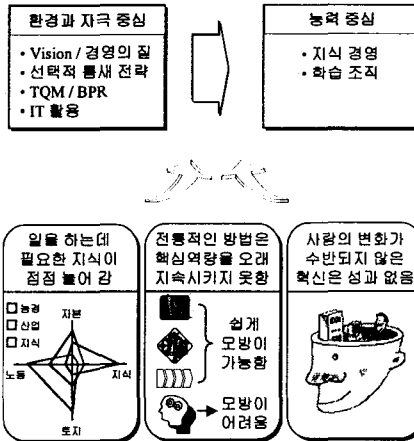 환경과 자극 중심
• Vision / 경영의 질
• 선택적 틈새 전략
• TQM / BPR
• IT 활용
능력 중심
• 지식 경영
• 학습 조직
일을 하는데
필요한 지식이
점점 늘어 감
농경
산업
지식
자본
노동
지식
토지
전통적인 방법은
핵심역량을 오래
지속시키지 못함
쉽게
모방이
가능함
모방이
어려움
사람의 변화가
수반되지 않은
혁신은 성과 없음